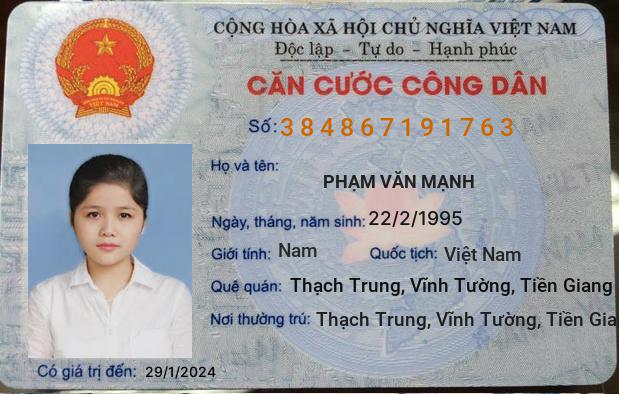 CỘNG HÒA XÃ HỘI CHỦ NGHĨA VIỆT NAM
Độc lập - Tự do - Hạnh phúc
CĂN CƯỚC CÔNG DÂN
Số: 384867191763
Họ và tên:
PHẠM VĂN MẠNH
Ngày, tháng, năm sinh: 22/2/1995
Giới tính: Nam Quốc tịch: Việt Nam
Quê quán: Thạch Trung, Vĩnh Tường, Tiền Giang
Nơi thường trú: Thạch Trung, Vĩnh Tường, Tiền Gia
Có giá trị đến: 29/1/2024
VIỆT NAM